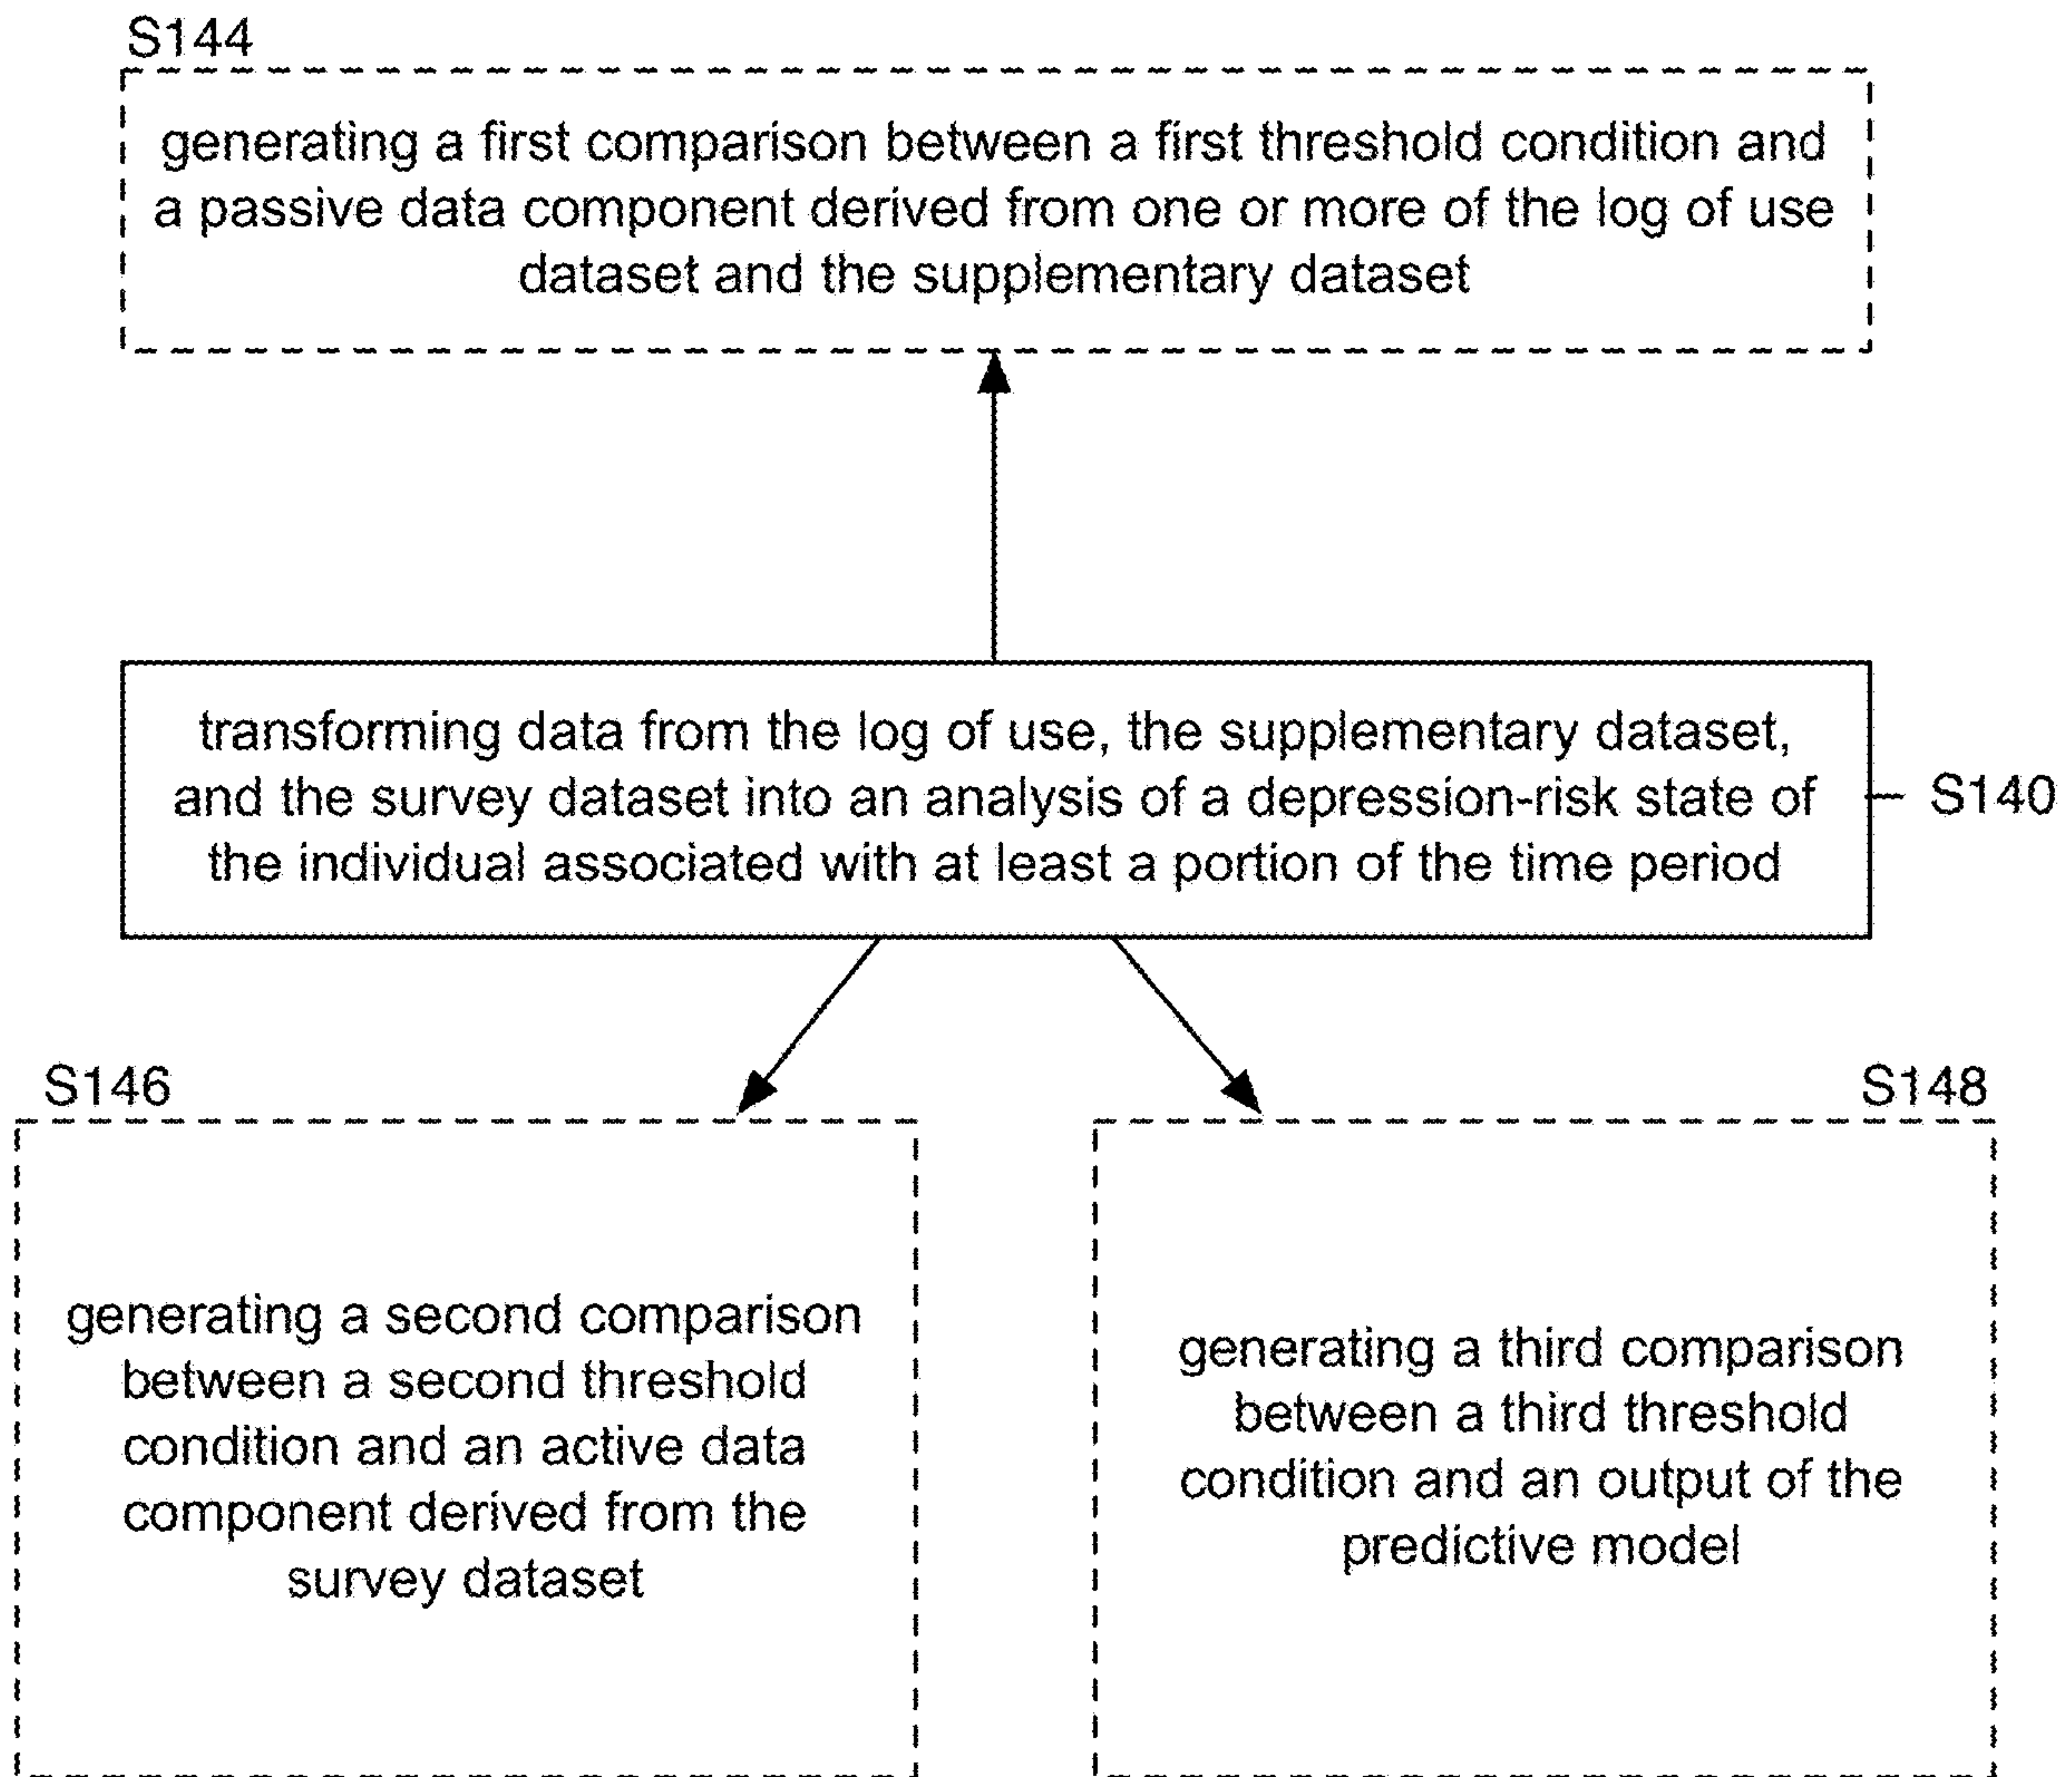 S144
generating a first comparison between a first threshold condition and
a passive data component derived from one or more of the log of use
dataset and the supplementary dataset
transforming data from the log of use, the supplementary dataset,
and the survey dataset into an analysis of a depression-risk state of
the individual associated with at least a portion of the time period
S140
S146
generating a second comparison
between a second threshold
condition and an active data
component derived from the
survey dataset
S148
generating a third comparison
between a third threshold
condition and an output of the
predictive model